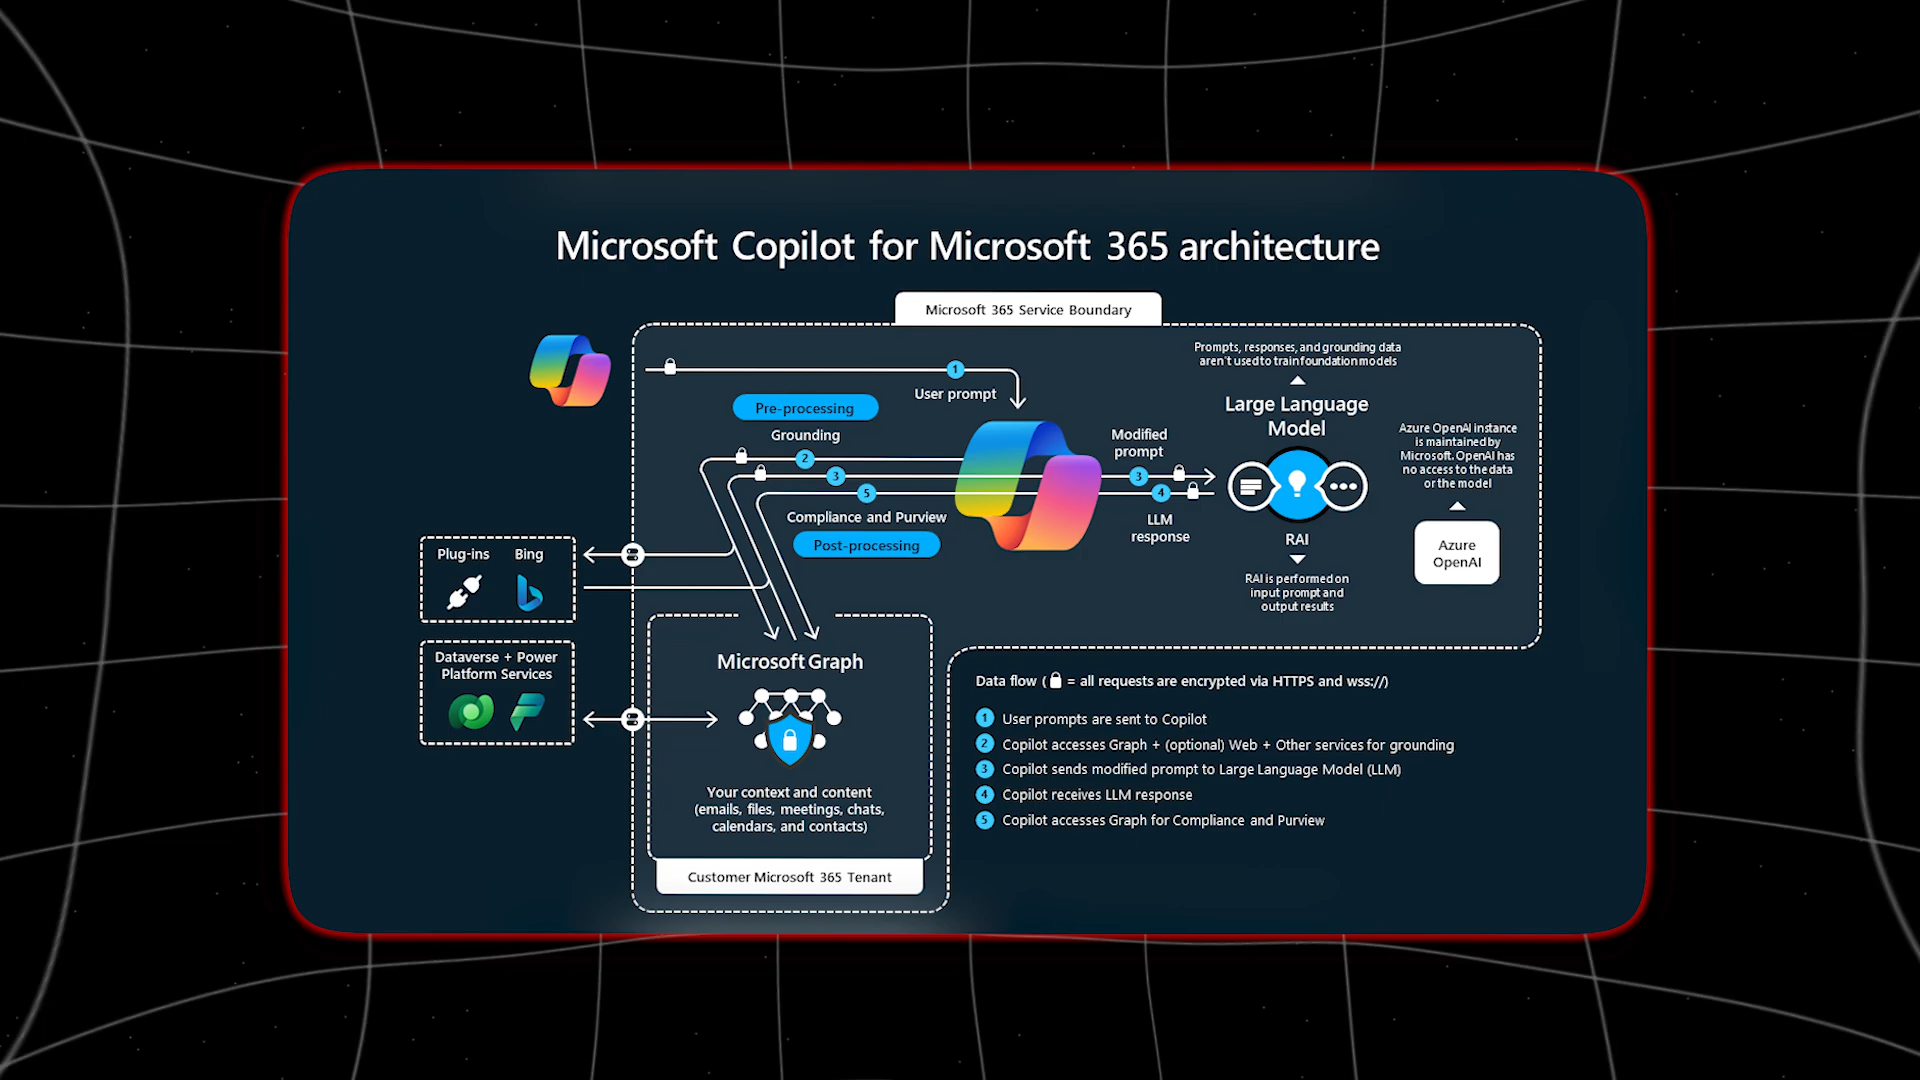 Microsoft Copilot for Microsoft 365 architecture
Microsoft 365 Service Boundary
1
User prompt
Pre-processing
Grounding
2
3
5
Compliance and Purview
Post-processing
Modified
prompt
3
4
LLM
response
Prompts, responses, and grounding data
aren't used to train foundation models
Large Language
Model
RAI
RAI is performed on
input prompt and
output results
Azure OpenAI instance
is maintained by
Microsoft. OpenAI has
no access to the data
or the model
Azure
OpenAI
Plug-ins Bing
Dataverse + Power
Platform Services
Microsoft Graph
Your context and content
(emails, files, meetings, chats,
calendars, and contacts)
Customer Microsoft 365 Tenant
Data flow ( = all requests are encrypted via HTTPS and wss://)
1 User prompts are sent to Copilot
2 Copilot accesses Graph + (optional) Web + Other services for grounding
3 Copilot sends modified prompt to Large Language Model (LLM)
4 Copilot receives LLM response
5 Copilot accesses Graph for Compliance and Purview